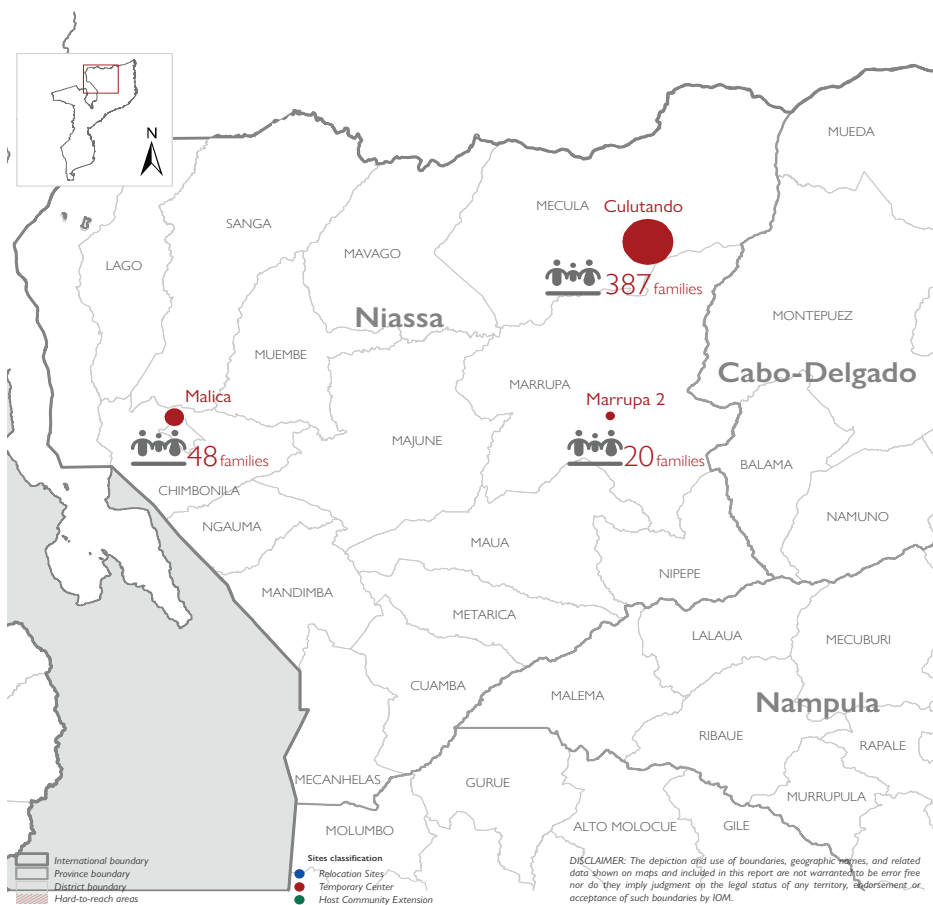 N
MUEDA
MECULA
Culutando
SANGA
MAVAGO
LAGO
387 families
Niassa
MONTEPUEZ
MUEMBE
Cabo-Delgado
MARRUPA
Malica
Marrupa 2
MAJUNE
48 families
20 families
BALAMA
CHIMBONILA
NAMUNO
NGAUMA
MAUA
NIPEPE
MANDIMBA
METARICA
LALAUA
MECUBURI
CUAMBA
MALEMA
Nampula
RIBAUE
RAPALE
MECANHELAS
GURUE
MURRUPULA
MOLUMBO
ALTO MOLOCUE
GILE
International boundary
Province boundary
District boundary
Hard-to-reach areas
Sites classification
Relocation Sites
Temporary Center
Host Community Extension
DISCLAIMER: The depiction and use of boundaries, geographic names, and related
data shown on maps and included in this report are not warranted to be error free
nor do they imply judgment on the legal status of any territory, endorsement or
acceptance of such boundaries by IOM.